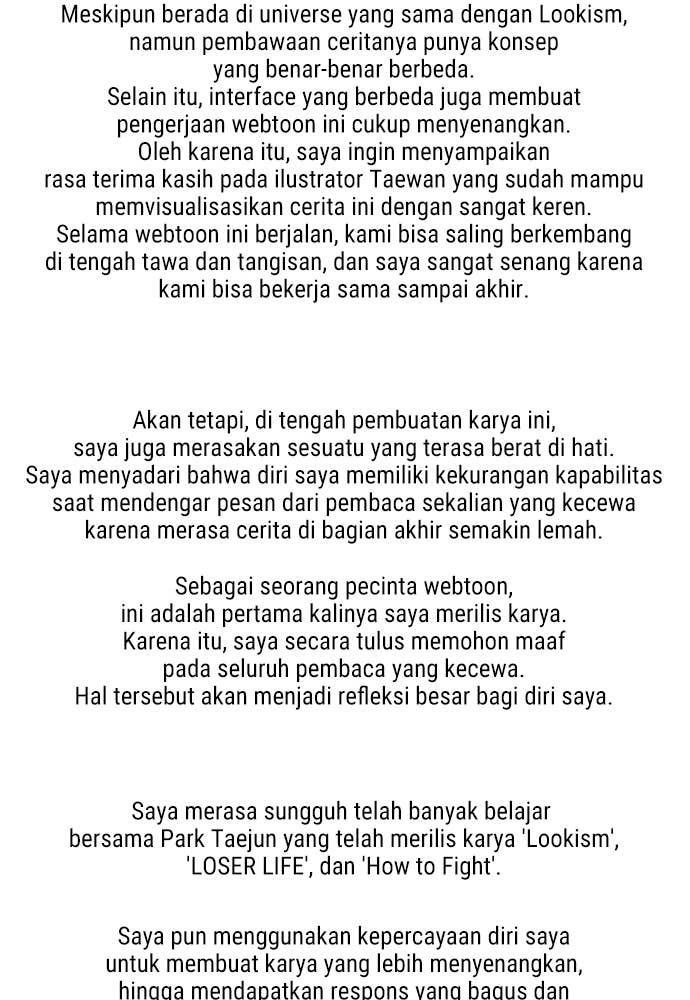 Meskipun berada di universe yang sama dengan Lookism,
namun pembawaan ceritanya punya konsep
yang benar-benar berbeda.
Selain itu, interface yang berbeda juga membuat
pengerjaan webtoon ini cukup menyenangkan.
Oleh karena itu, saya ingin menyampaikan
rasa terima kasih pada ilustrator Taewan yang sudah mampu
memvisualisasikan cerita ini dengan sangat keren.
Selama webtoon ini berjalan, kami bisa saling berkembang
di tengah tawa dan tangisan, dan saya sangat senang karena
kami bisa bekerja sama sampai akhir.
Akan tetapi, di tengah pembuatan karya ini,
saya juga merasakan sesuatu yang terasa berat di hati.
Saya menyadari bahwa diri saya memiliki kekurangan kapabilitas
saat mendengar pesan dari pembaca sekalian yang kecewa
karena merasa cerita di bagian akhir semakin lemah.
Sebagai seorang pecinta webtoon,
ini adalah pertama kalinya saya merilis karya.
Karena itu, saya secara tulus memohon maaf
pada seluruh pembaca yang kecewa.
Hal tersebut akan menjadi refleksi besar bagi diri saya.
Saya merasa sungguh telah banyak belajar
bersama Park Taejun yang telah merilis karya 'Lookism',
'LOSER LIFE', dan 'How to Fight'.
Saya pun menggunakan kepercayaan diri saya
untuk membuat karya yang lebih menyenangkan,
hingga mendapatkan respons yang bagus dan